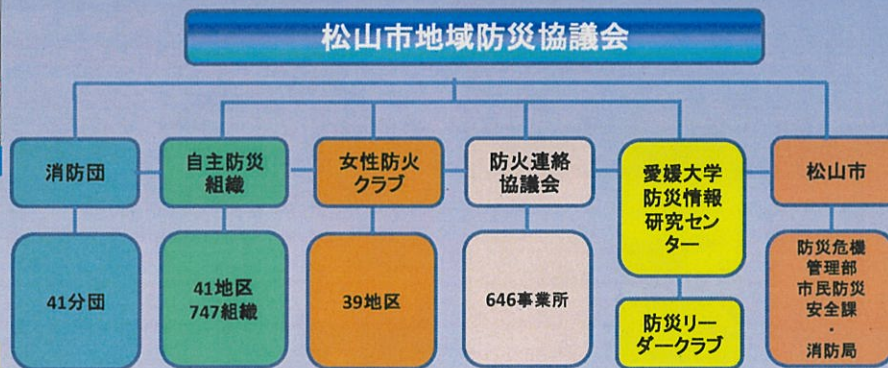 松山市地域防災協議会
消防団
自主防災
組織
女性防火
クラブ
防火連絡
協議会
愛媛大学
防災情報
研究セン
ター
松山市
41分団
41地区
747組織
39地区
646事業所
防災リー
ダークラブ
防災危機
管理部
市民防災
安全課
・
消防局